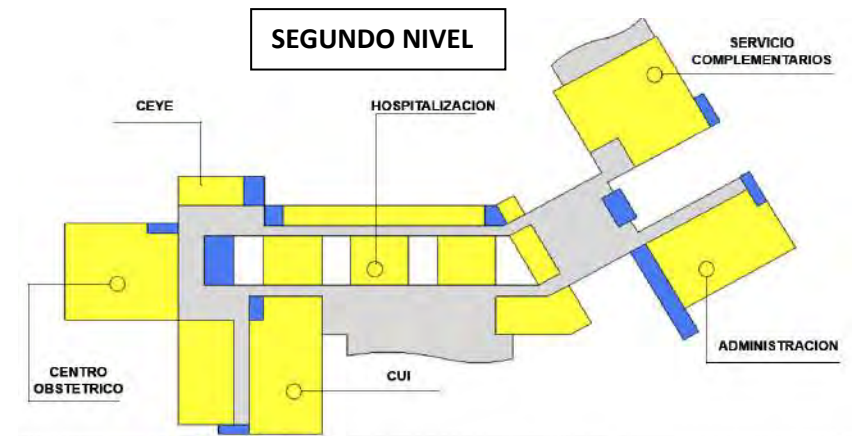 SEGUNDO NIVEL
SERVICIO
COMPLEMENTARIOS
CEYE
HOSPITALIZACION
CENTRO
OBSTETRICO
CUI
ADMINISTRACION